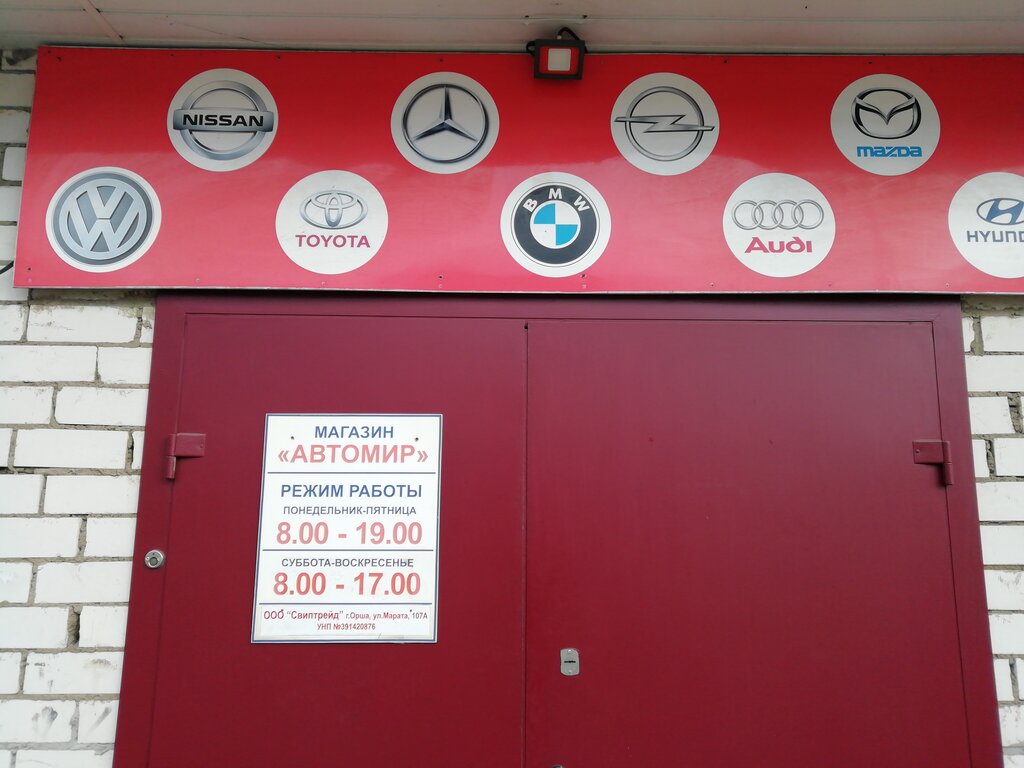 NISSAN
mazda
TOYOTA
BMW
Audi
HYUND
МАГАЗИН
«АВТОМИР»
РЕЖИМ РАБОТЫ
ПОНЕДЕЛЬНИК-ПЯТНИЦА
8.00 - 19.00
СУББОТА-ВОСКРЕСЕНЬЕ
8.00 - 17.00
ООО "Свиптрейд" г.Орша, ул.Марата, 107А
УНП №391420876